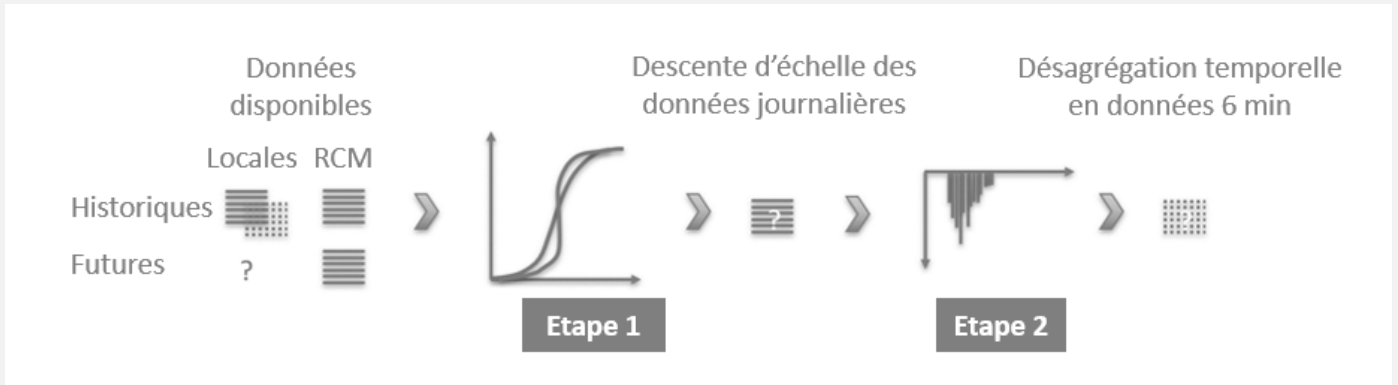 Données
disponibles
Locales RCM
Historiques
Futures ?
Descente d'échelle des
données journalières
?
Désagrégation temporelle
en données 6 min
?
Etape 1
Etape 2